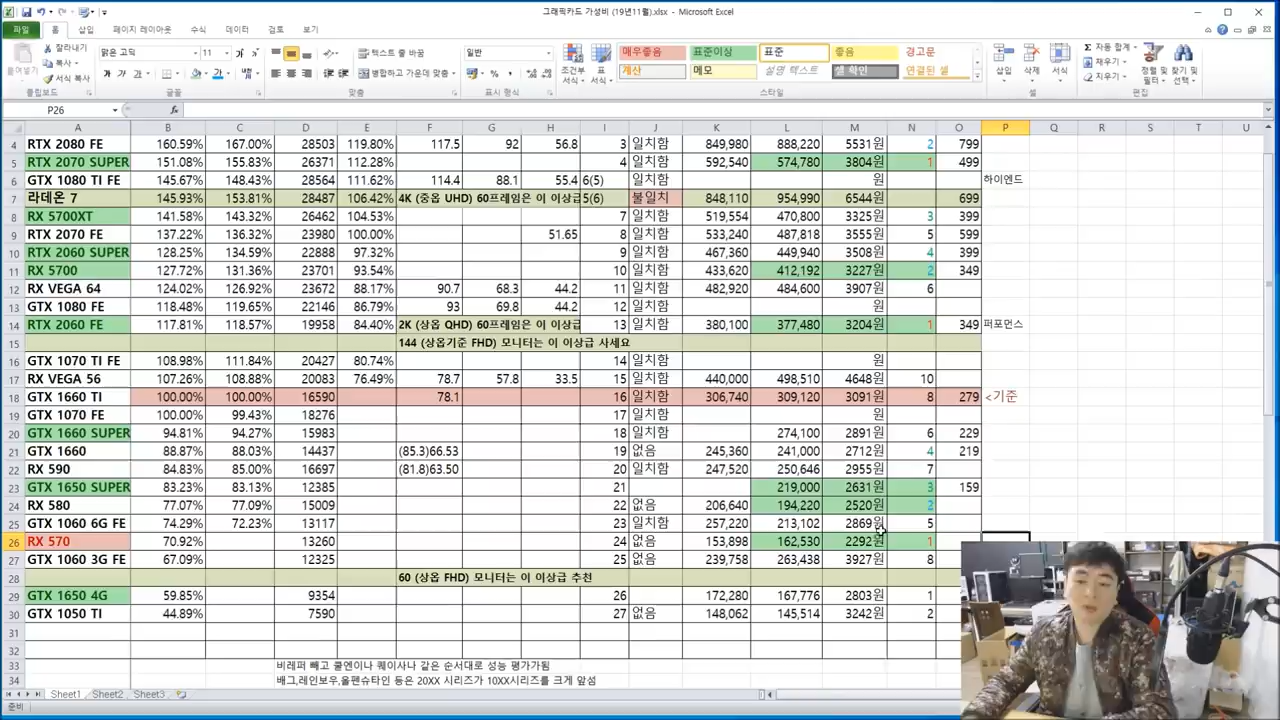 그래픽카드 가성비 (19년11월).xlsx - Microsoft Excel
파일 홈 삽입 페이지 레이아웃 수식 데이터 검토 보기
잘라내기 맑은 고딕 11 텍스트 줄 바꿈 일반 매우좋음 표준이상 표준 좋음 경고문 자동 합계
붙여넣기 복사 조건부 서식 표 서식 삽입 삭제 서식 채우기 정렬 및 필터 찾기 및 선택
서식 복사 병합하고 가운데 맞춤 계산 메모 설명 텍스트 셀 확인 연결된 셀 지우기
클립보드 글꼴 맞춤 표시 형식 스타일 셀 편집
P26 fx
A B C D E F G H I J K L M N O P Q R S T U
4 RTX 2080 FE 160.59% 167.00% 28503 119.80% 117.5 92 56.8 3 일치함 849,980 888,220 5531원 2 799
5 RTX 2070 SUPER 151.08% 155.83% 26371 112.28% 4 일치함 592,540 574,780 3804원 1 499
6 GTX 1080 TI FE 145.67% 148.43% 28564 111.62% 114.4 88.1 55.4 6(5) 일치함 원 하이엔드
7 라데온 7 145.93% 153.81% 28487 106.42% 4K (중옵 UHD) 60프레임은 이 이상급 5(6) 불일치 848,110 954,990 6544원 699
8 RX 5700XT 141.58% 143.32% 26462 104.53% 7 일치함 519,554 470,800 3325원 3 399
9 RTX 2070 FE 137.22% 136.32% 23980 100.00% 51.65 8 일치함 533,240 487,818 3555원 5 599
10 RTX 2060 SUPER 128.25% 134.59% 22888 97.32% 9 일치함 467,360 449,940 3508원 4 399
11 RX 5700 127.72% 131.36% 23701 93.54% 10 일치함 433,620 412,192 3227원 2 349
12 RX VEGA 64 124.02% 126.92% 23672 88.17% 90.7 68.3 44.2 11 일치함 482,920 484,600 3907원 6
13 GTX 1080 FE 118.48% 119.65% 22146 86.79% 93 69.8 44.2 12 일치함 원
14 RTX 2060 FE 117.81% 118.57% 19958 84.40% 2K (상옵 QHD) 60프레임은 이 이상급 13 일치함 380,100 377,480 3204원 1 349 퍼포먼스
15 144 (상옵기준 FHD) 모니터는 이 이상급 사세요
16 GTX 1070 TI FE 108.98% 111.84% 20427 80.74% 14 일치함 원
17 RX VEGA 56 107.26% 108.88% 20083 76.49% 78.7 57.8 33.5 15 일치함 440,000 498,510 4648원 10
18 GTX 1660 TI 100.00% 100.00% 16590 78.1 16 일치함 306,740 309,120 3091원 8 279 <기준
19 GTX 1070 FE 100.00% 99.43% 18276 17 일치함 원
20 GTX 1660 SUPER 94.81% 94.27% 15983 18 일치함 274,100 2891원 6 229
21 GTX 1660 88.87% 88.03% 14437 (85.3)66.53 19 없음 245,360 241,000 2712원 4 219
22 RX 590 84.83% 85.00% 16697 (81.8)63.50 20 일치함 247,520 250,646 2955원 7
23 GTX 1650 SUPER 83.23% 83.13% 12385 21 219,000 2631원 3 159
24 RX 580 77.07% 79.09% 15009 22 없음 206,640 194,220 2520원 2
25 GTX 1060 6G FE 74.29% 72.23% 13117 23 일치함 257,220 213,102 2869원 5
26 RX 570 70.92% 13260 24 없음 153,898 162,530 2292원 1
27 GTX 1060 3G FE 67.09% 12325 25 없음 239,758 263,438 3927원 8
28 60 (상옵 FHD) 모니터는 이 이상급 추천
29 GTX 1650 4G 59.85% 9354 26 172,280 167,776 2803원 1
30 GTX 1050 TI 44.89% 7590 27 없음 148,062 145,514 3242원 2
31
32
33 비레퍼 빼고 쿨엔이나 퀘이사나 같은 순서대로 성능 평가가됨
34 배그,레인보우,울펜슈타인 등은 20XX 시리즈가 10XX시리즈를 크게 앞섬
Sheet1 Sheet2 Sheet3
준비